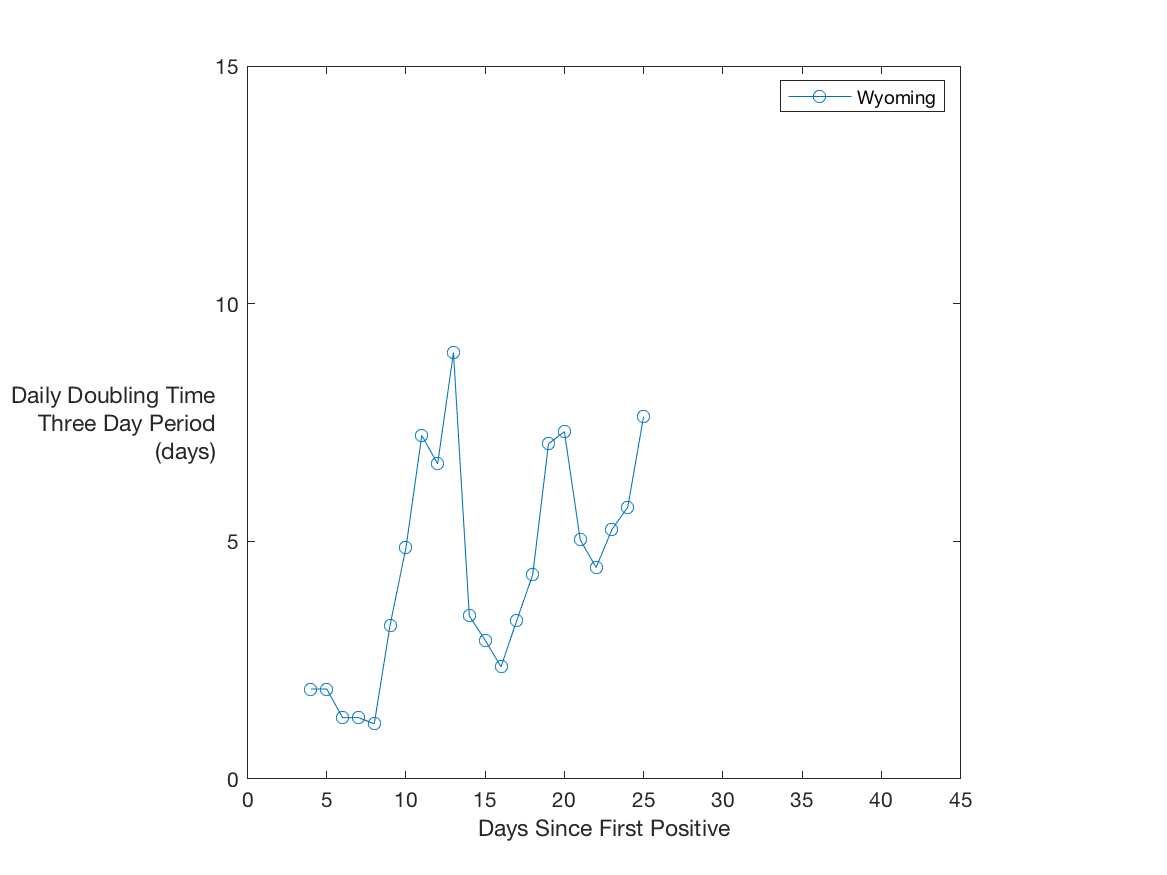 15
Wyoming
10
Daily Doubling Time
Three Day Period
(days)
5
0
0 5 10 15 20 25 30 35 40 45
Days Since First Positive